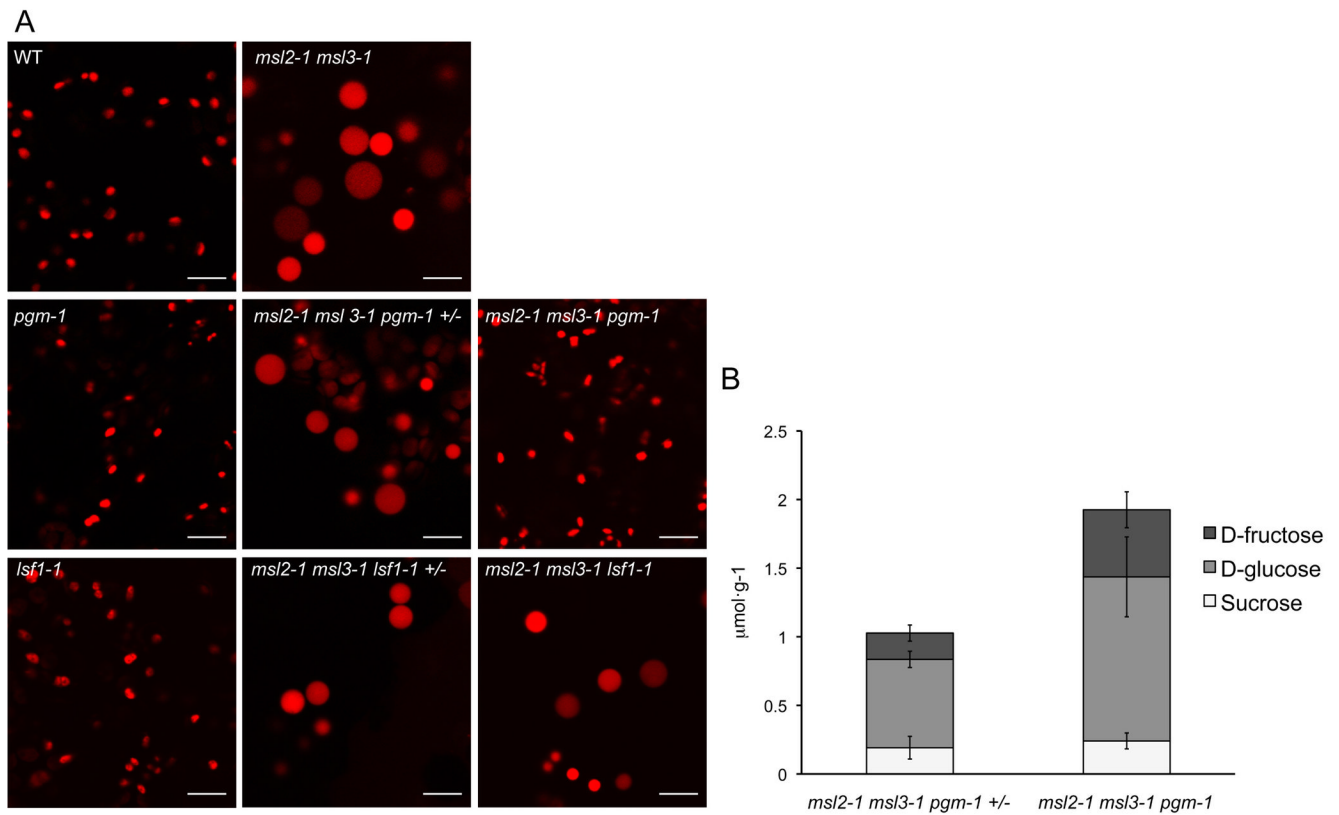 A
WT
msl2-1 msl3-1
pgm-1
msl2-1 msl 3-1 pgm-1 +/-
msl2-1 msl3-1 pgm-1
lsf1-1
msl2-1 msl3-1 lsf1-1 +/-
msl2-1 msl3-1 lsf1-1
B
2.5
2
1.5
1
0.5
0
μmol·g-1
D-fructose
D-glucose
Sucrose
msl2-1 msl3-1 pgm-1 +/-
msl2-1 msl3-1 pgm-1